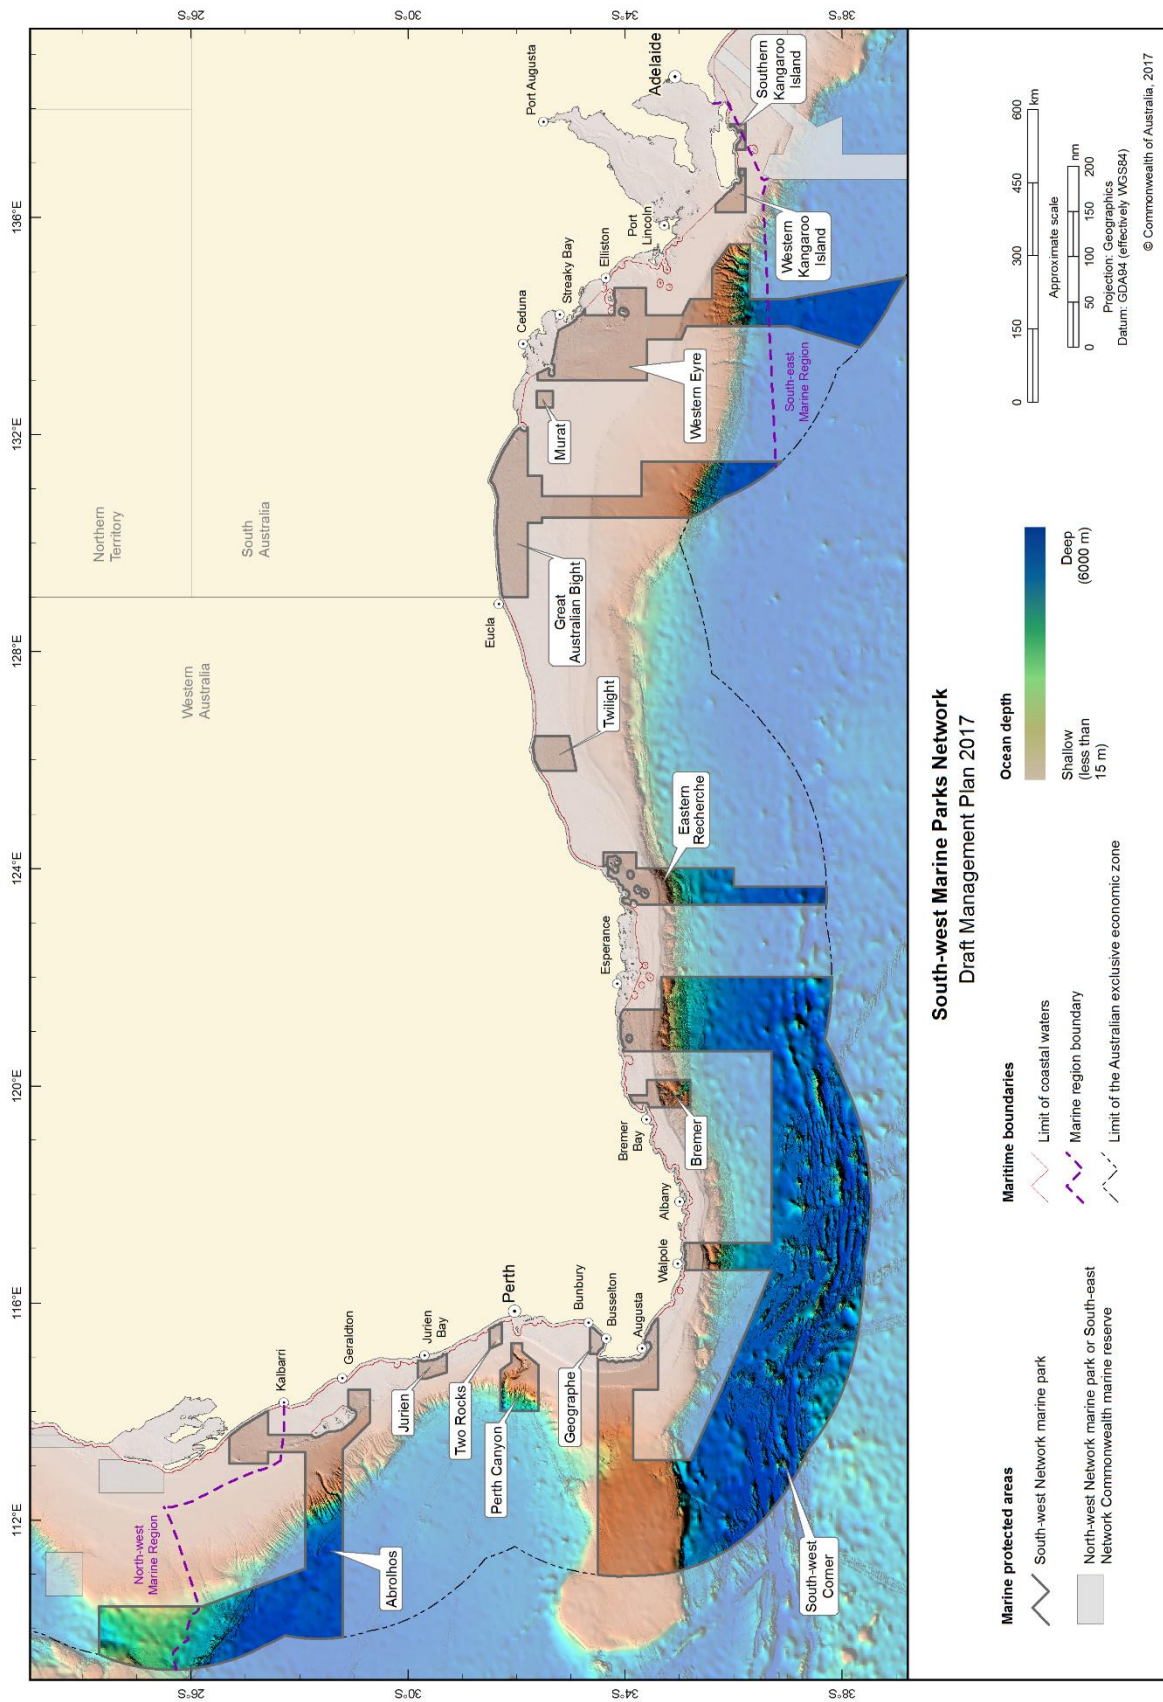 112°E
116°E
120°E
124°E
128°E
132°E
136°E
26°S
30°S
34°S
38°S
26°S
30°S
34°S
38°S
Western
Australia
Northern
Territory
South
Australia
North-west
Marine Region
Kalbarri
Geraldton
Jurien
Bay
Perth
Bunbury
Busselton
Augusta
Walpole
Albany
Bremer
Bay
Esperance
Eucla
Ceduna
Streaky Bay
Elliston
Port
Lincoln
Port Augusta
Adelaide
Abrolhos
Jurien
Two Rocks
Perth Canyon
Geographe
South-west
Corner
Bremer
Eastern
Recherche
Twilight
Great
Australian Bight
Murat
Western Eyre
Western
Kangaroo
Island
Southern
Kangaroo
Island
South-east
Marine Region
South-west Marine Parks Network
Draft Management Plan 2017
Marine protected areas
South-west Network marine park
North-west Network marine park or South-east
Network Commonwealth marine reserve
Maritime boundaries
Limit of coastal waters
Marine region boundary
Limit of the Australian exclusive economic zone
Ocean depth
Shallow
(less than
15 m)
Deep
(6000 m)
0 150 300 450 600
km
Approximate scale
nm
0 50 100 150 200
Projection: Geographics
Datum: GDA94 (effectively WGS84)
© Commonwealth of Australia, 2017